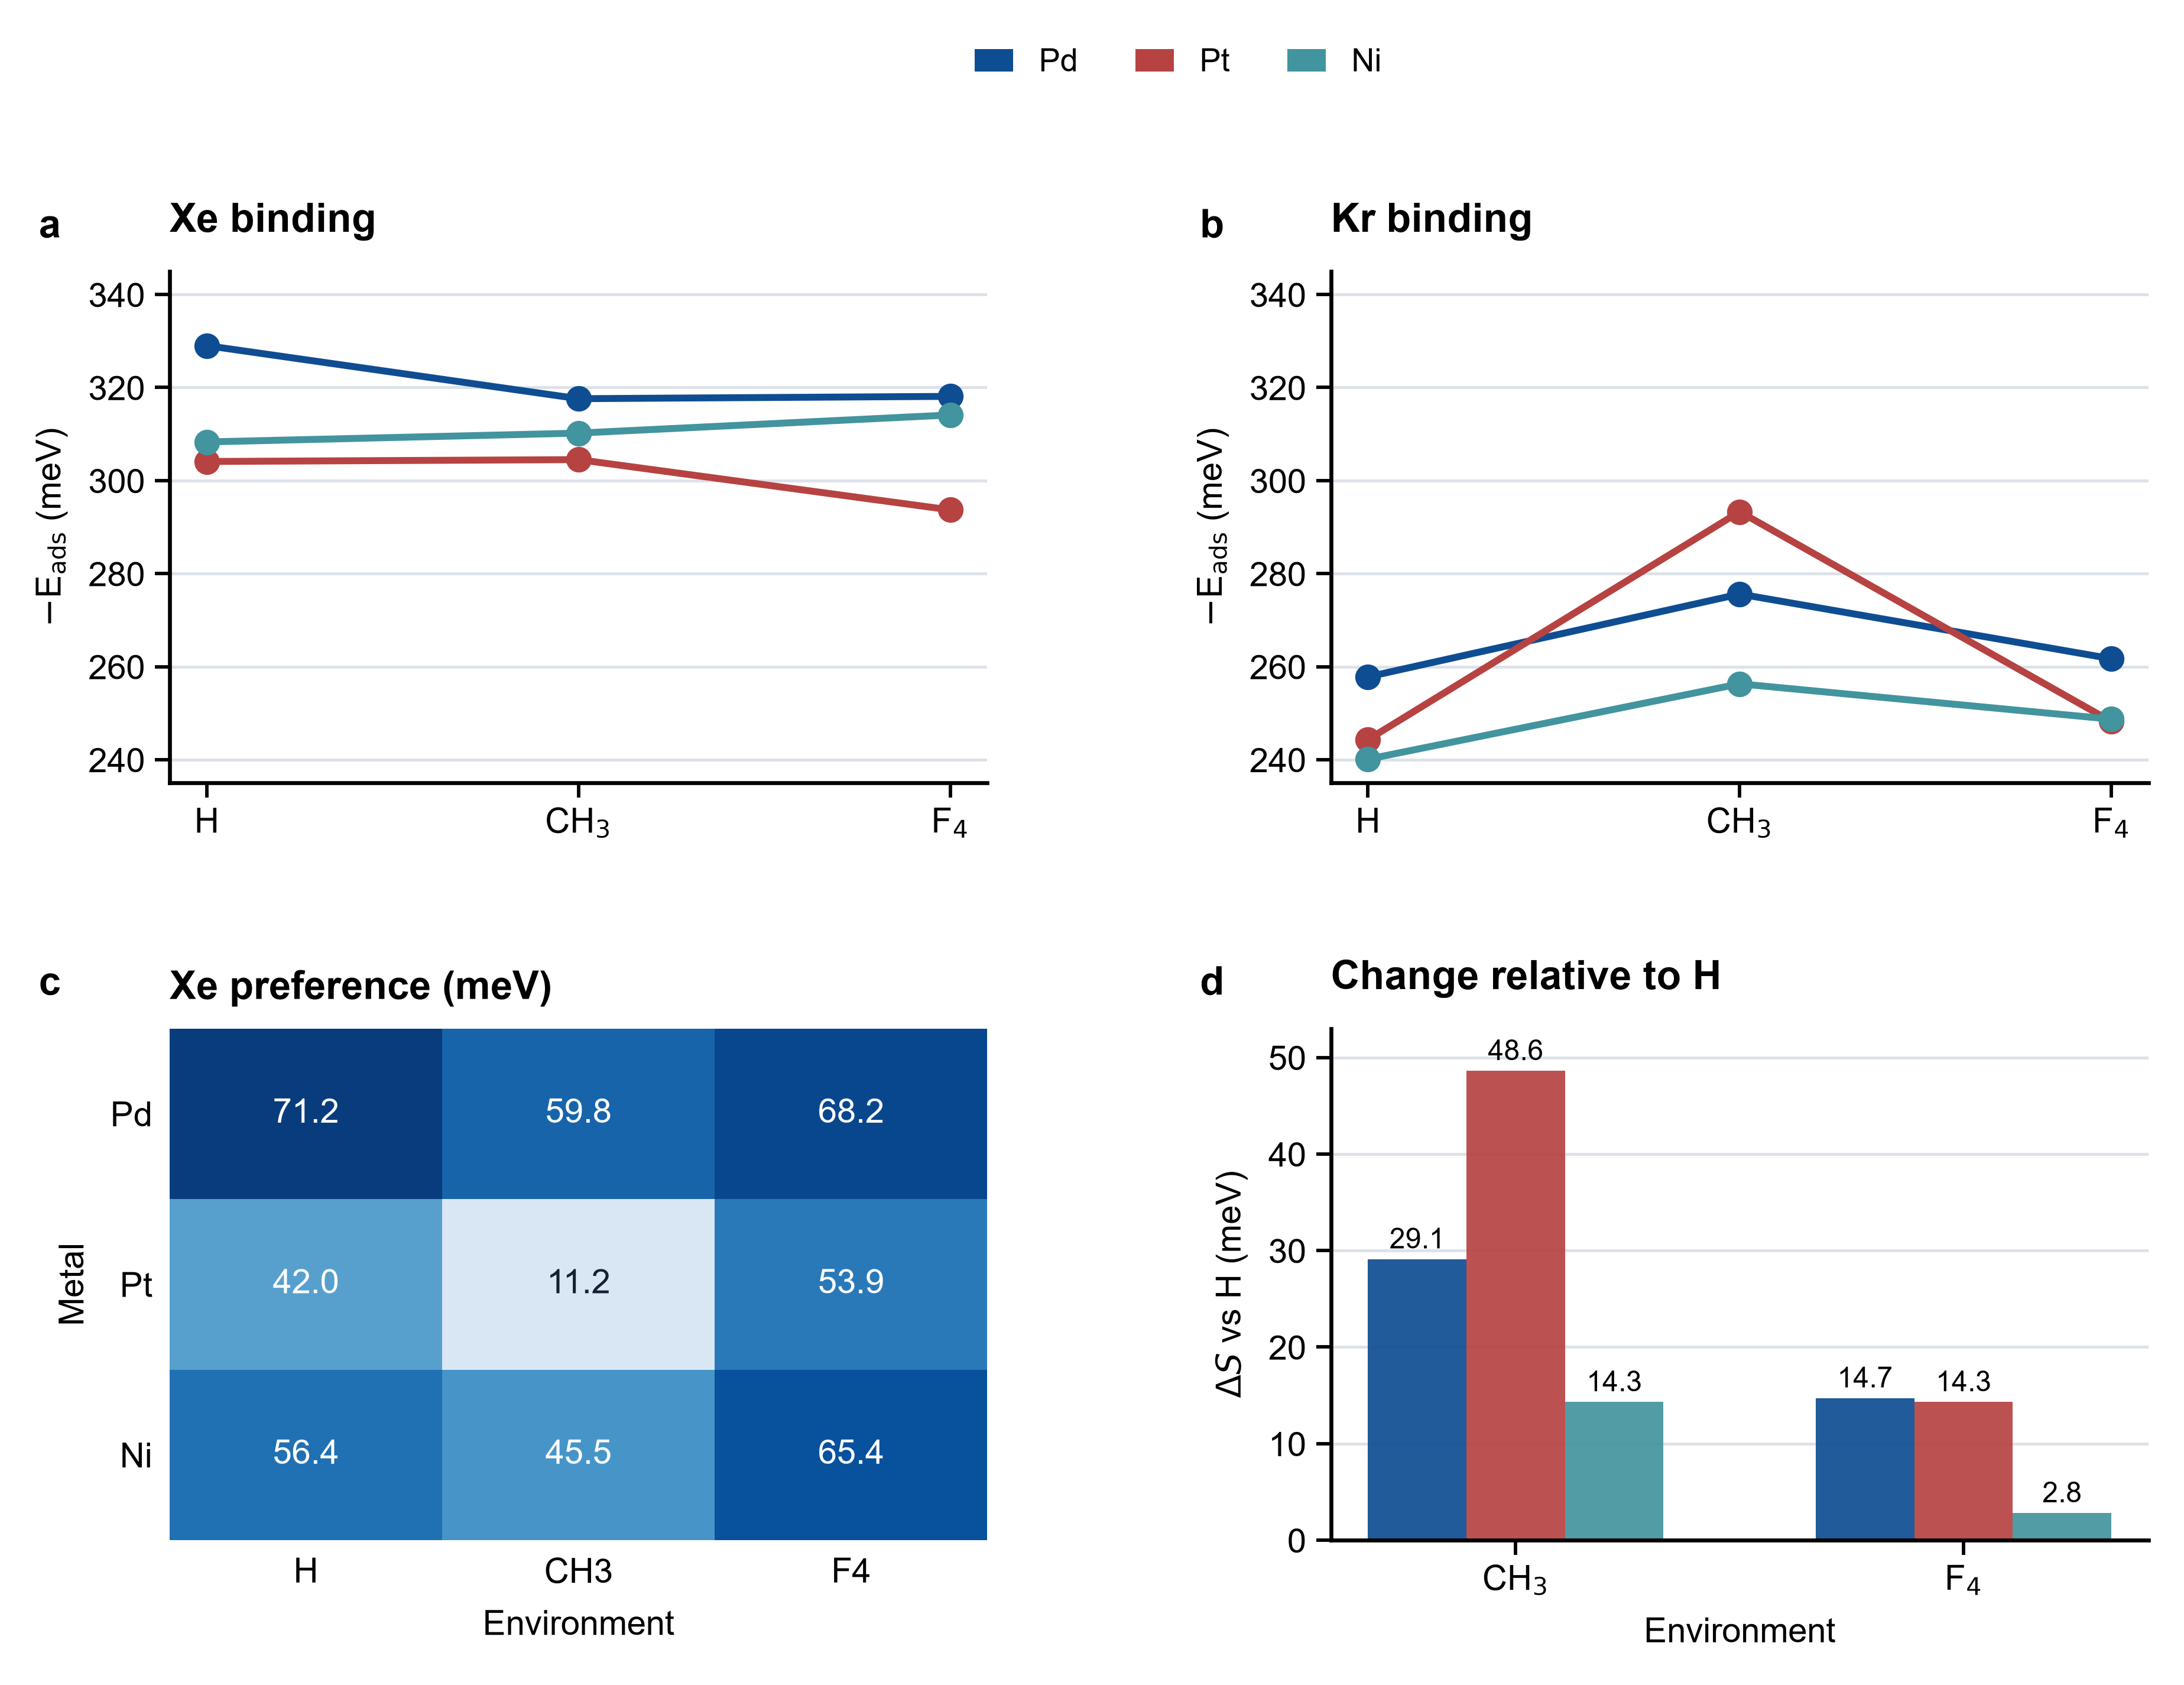 Pd Pt Ni
a Xe binding
340
320
300
280
260
240
−E_ads (meV)
H CH₃ F₄
b Kr binding
340
320
300
280
260
240
−E_ads (meV)
H CH₃ F₄
c Xe preference (meV)
Metal
Pd 71.2 59.8 68.2
Pt 42.0 11.2 53.9
Ni 56.4 45.5 65.4
H CH3 F4
Environment
d Change relative to H
50
40
30
20
10
0
ΔS vs H (meV)
29.1 48.6 14.3
14.7 14.3 2.8
CH₃ F₄
Environment